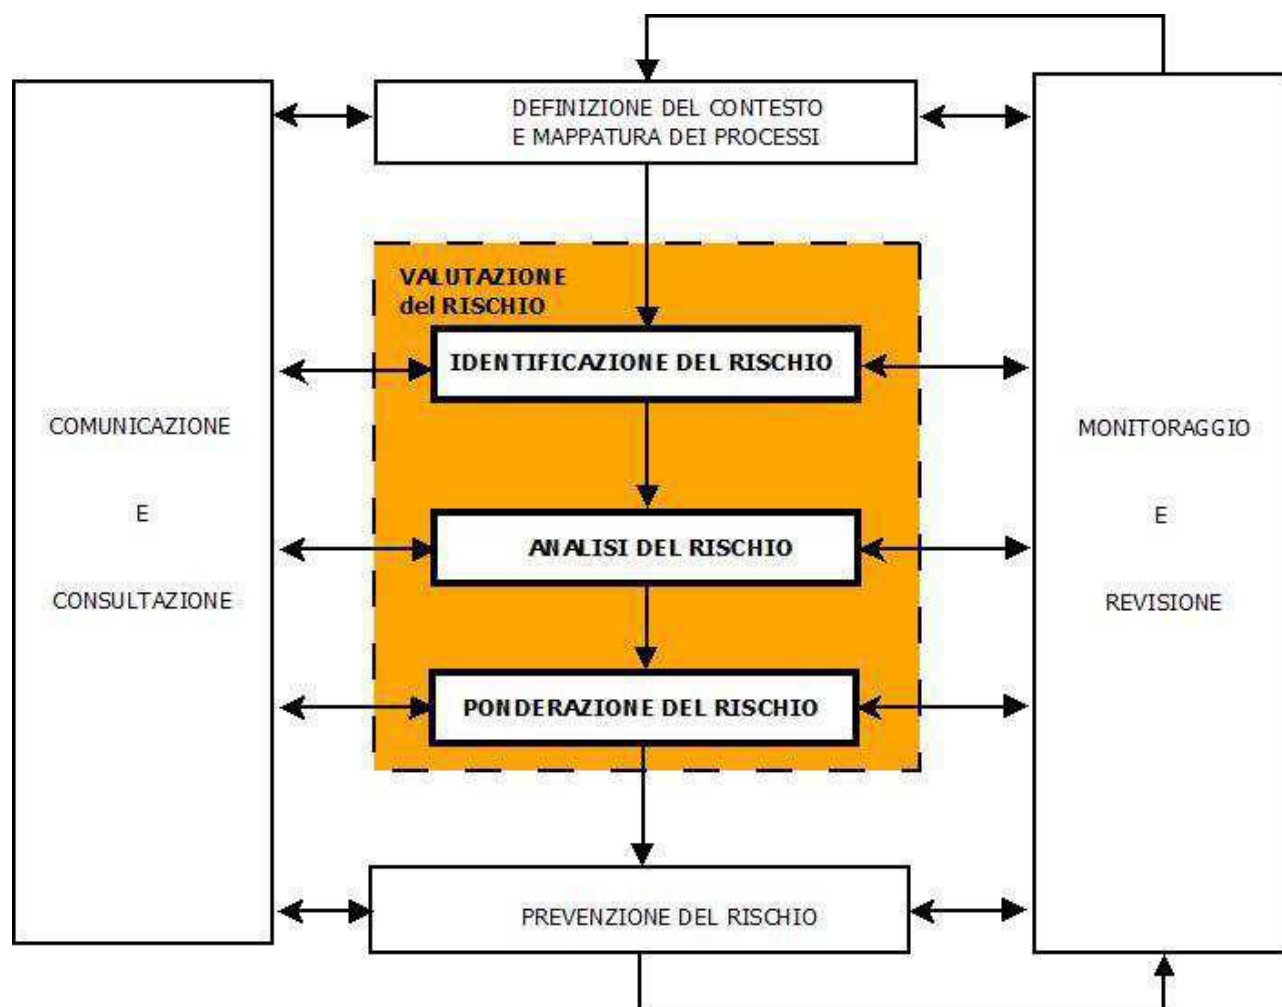 DEFINIZIONE DEL CONTESTO
E MAPPATURA DEI PROCESSI
VALUTAZIONE
del RISCHIO
IDENTIFICAZIONE DEL RISCHIO
ANALISI DEL RISCHIO
PONDERAZIONE DEL RISCHIO
PREVENZIONE DEL RISCHIO
COMUNICAZIONE
E
CONSULTAZIONE
MONITORAGGIO
E
REVISIONE